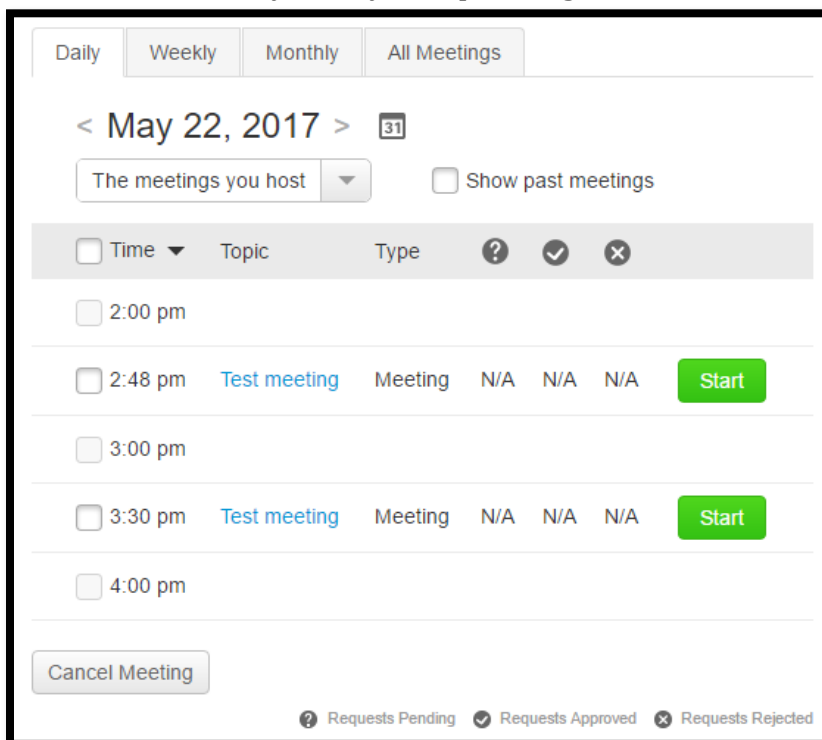 Daily Weekly Monthly All Meetings
< May 22, 2017 > 31
The meetings you host Show past meetings
Time Topic Type
2:00 pm
2:48 pm Test meeting Meeting N/A N/A N/A Start
3:00 pm
3:30 pm Test meeting Meeting N/A N/A N/A Start
4:00 pm
Cancel Meeting
? Requests Pending Requests Approved Requests Rejected